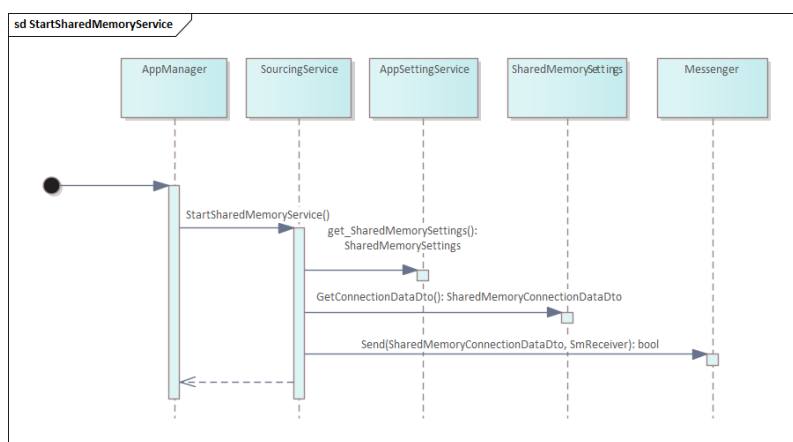 sd StartSharedMemoryService
AppManager
SourcingService
AppSettingService
SharedMemorySettings
Messenger
StartSharedMemoryService()
get_SharedMemorySettings():
SharedMemorySettings
GetConnectionDataDto(): SharedMemoryConnectionDataDto
Send(SharedMemoryConnectionDataDto, SmReceiver): bool